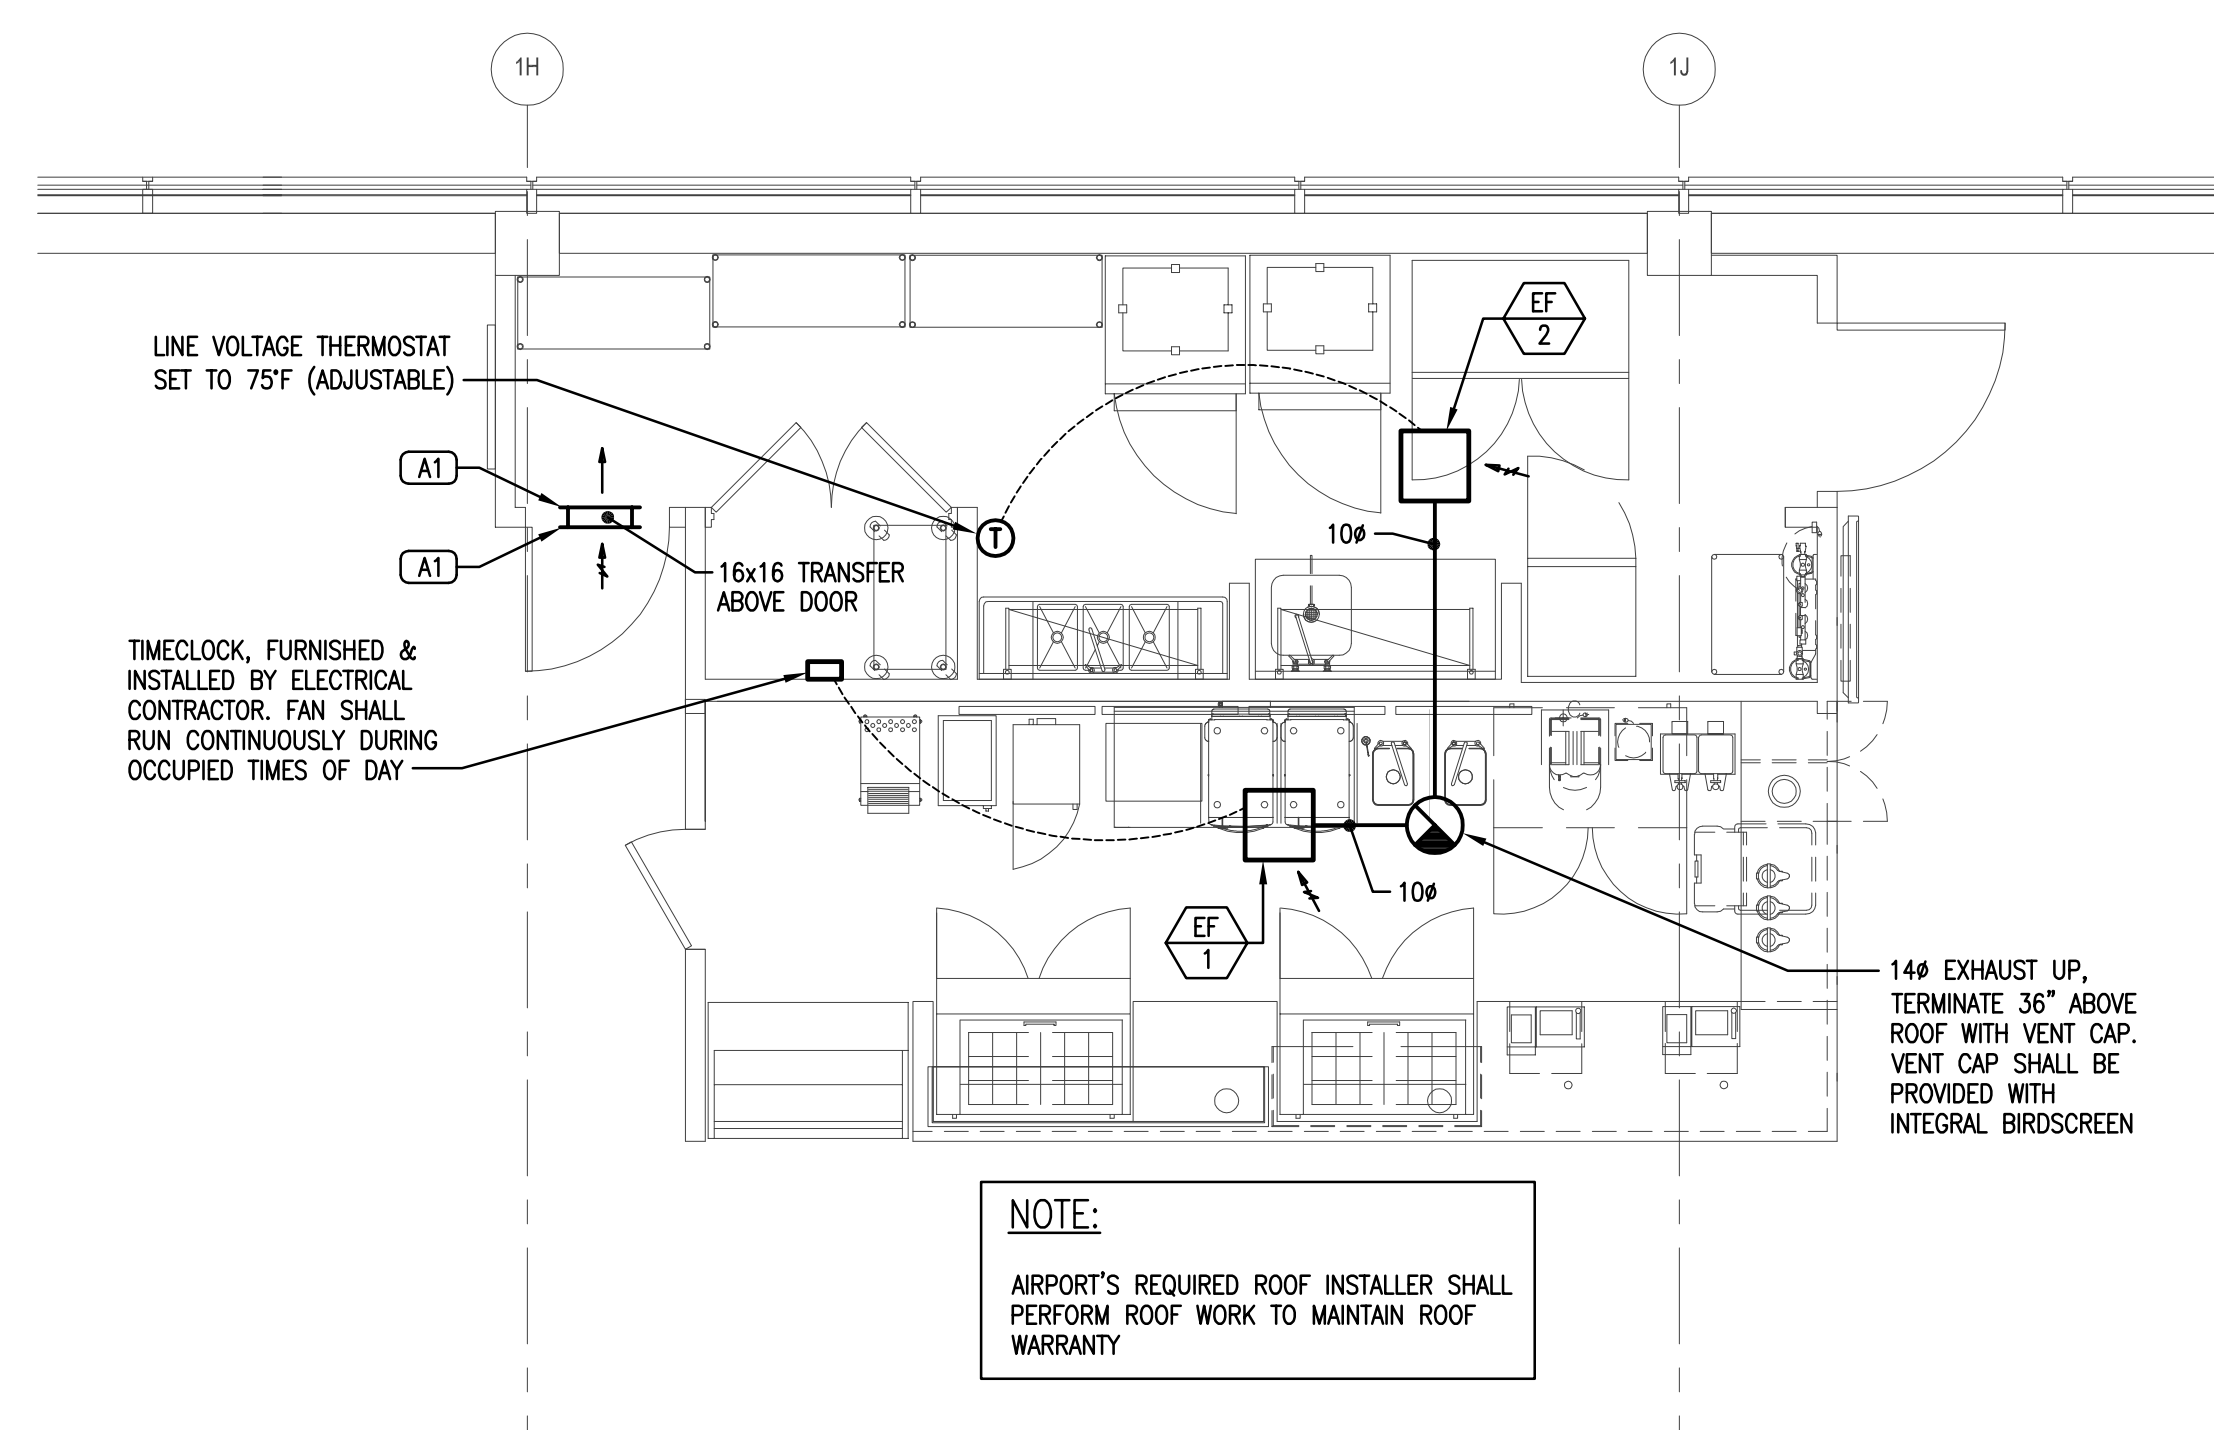 1H
1J
EF
2
LINE VOLTAGE THERMOSTAT
SET TO 75°F (ADJUSTABLE)
A1
T
10ø
A1
16x16 TRANSFER
ABOVE DOOR
TIMECLOCK, FURNISHED &
INSTALLED BY ELECTRICAL
CONTRACTOR. FAN SHALL
RUN CONTINUOUSLY DURING
OCCUPIED TIMES OF DAY
10ø
EF
1
14ø EXHAUST UP,
TERMINATE 36" ABOVE
ROOF WITH VENT CAP.
VENT CAP SHALL BE
PROVIDED WITH
INTEGRAL BIRDSCREEN
NOTE:
AIRPORT'S REQUIRED ROOF INSTALLER SHALL
PERFORM ROOF WORK TO MAINTAIN ROOF
WARRANTY